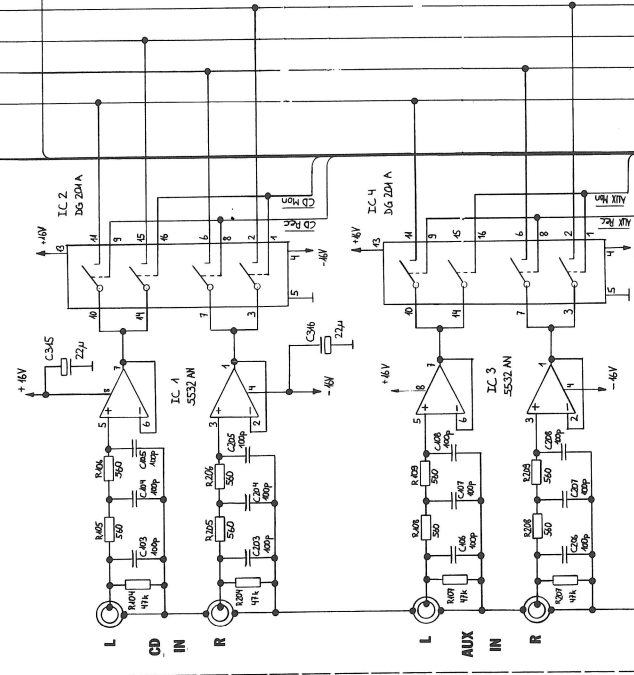 IC 2
DG 201 A
+16V
13
11
9
15
16
6
8
2
1
CD Rec
CD Mon
4
-16V
5
10
14
7
3
IC 4
DG 201 A
+16V
13
11
9
15
16
6
8
2
1
AUX Rec
AUX Mon
4
5
10
14
7
3
+16V
C315
22µ
8
7
5
+
-
6
IC 1
5532 AN
1
3
+
-
2
4
-16V
C316
22µ
+16V
8
7
5
+
-
6
IC 3
5532 AN
1
3
+
-
2
4
-16V
R106
560
C105
100p
C104
100p
R105
560
C103
100p
R104
47k
R206
560
C205
100p
C204
100p
R205
560
C203
100p
R204
47k
R109
560
C108
100p
C107
100p
R108
560
C106
100p
R107
47k
R209
560
C208
100p
C207
100p
R208
560
C206
100p
R207
47k
L
CD IN
R
L
AUX IN
R